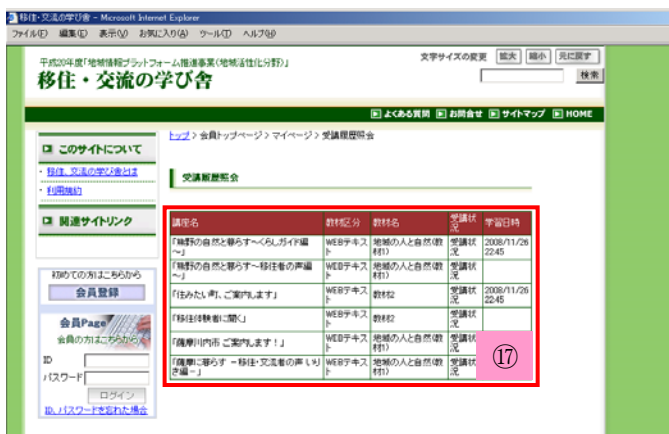 移住・交流の学び舎 - Microsoft Internet Explorer
ファイル(F) 編集(E) 表示(V) お気に入り(A) ツール(T) ヘルプ(H)
平成20年度「地域情報プラットフォーム推進事業(地域活性化分野)」
移住・交流の学び舎
文字サイズの変更 拡大 縮小 元に戻す
検索
よくある質問 お問合せ サイトマップ HOME
トップ > 会員トップページ > マイページ > 受講履歴照会
このサイトについて
・移住、交流の学び舎とは
・利用規約
関連サイトリンク
初めての方はこちらから
会員登録
会員Page
会員の方はこちらから
ID
パスワード
ログイン
ID、パスワードを忘れた場合
受講履歴照会
講座名 教材区分 教材名 受講状況 学習日時
「熊野の自然と暮らす～くらしガイド編～」 WEBテキスト 地域の人と自然(教材1) 受講状況 2008/11/26 22:45
「熊野の自然と暮らす～移住者の声編～」 WEBテキスト 地域の人と自然(教材1) 受講状況
「住みたい町、ご案内します」 WEBテキスト 教材2 受講状況 2008/11/26 22:45
「移住体験者に聞く」 WEBテキスト 教材2 受講状況
「薩摩川内市 ご案内します！」 WEBテキスト 地域の人と自然(教材1) 受講状況
「薩摩に暮らす －移住・交流者の声 いりき編－」 WEBテキスト 地域の人と自然(教材1) 受講状況
⑰